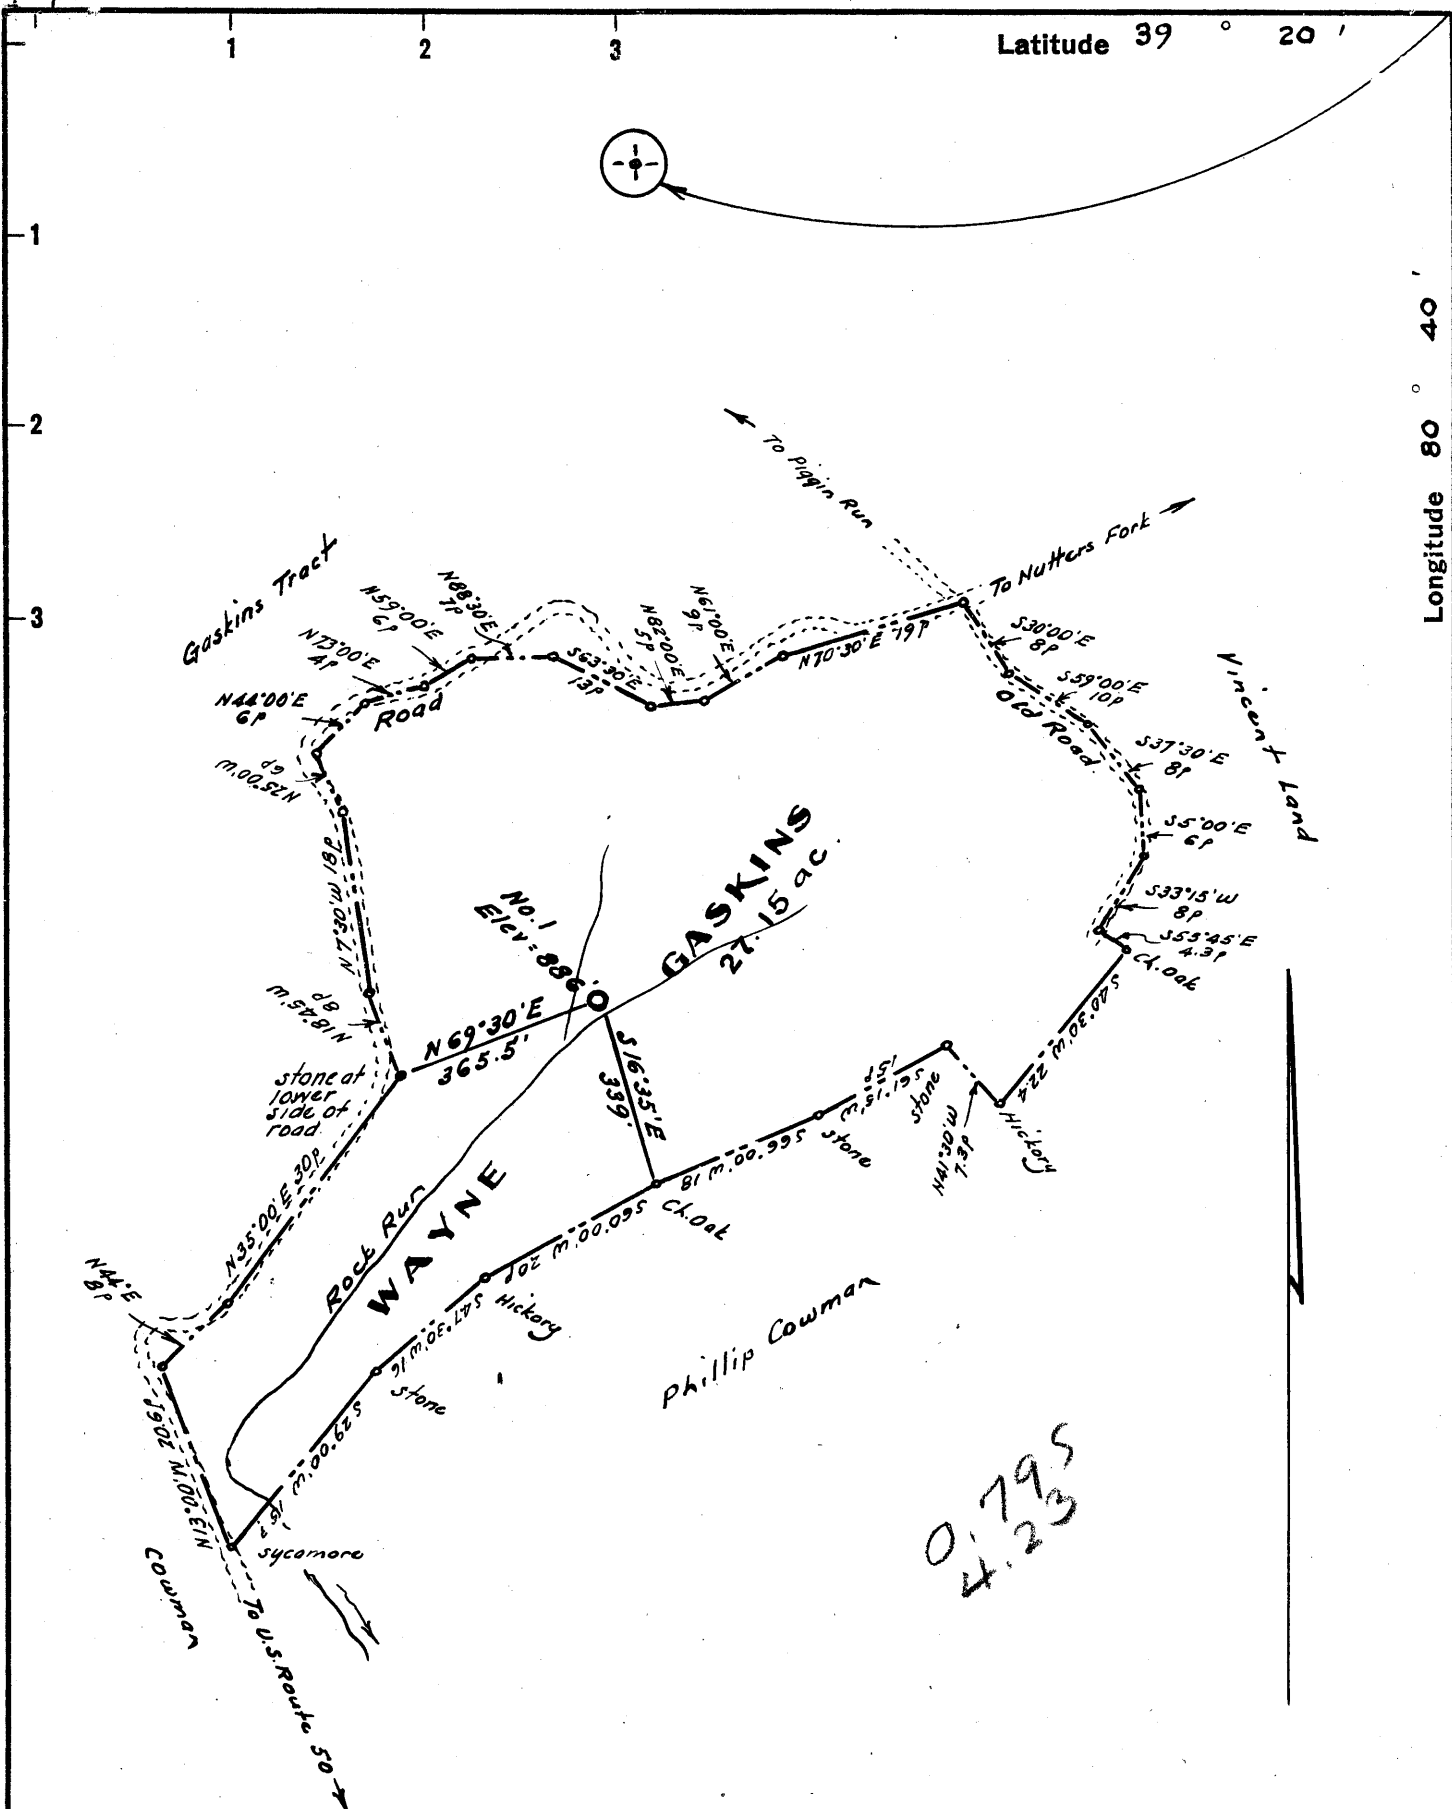 1 2 3
Latitude 39 ° 20 '
1
2
3
Longitude 80 ° 40 '
To Piggin Run
To Nutters Fork
Gaskins Tract
N88°30'E
7P
N59°00'E
6P
N73°00'E
4P
N44°00'E
6P
Road
S63°30'E
13P
N82°00'E
5P
N61°00'E
9P
N70°30'E 19P
S30°00'E
8P
S59°00'E
10P
Old Road
S37°30'E
8P
Vincent Land
S5°00'E
6P
S33°15'W
8P
S55°45'E
4.3P
Ch.Oak
N25°00'W
6P
N7°30'W 18P
N18°45'W
8P
No.1
Elev=886'
GASKINS
27.15 ac.
N69°30'E
365.5'
S16°35'E
339'
stone at
lower
side of
road
N35°00'E 30P
N44°E
8P
Rock Run
WAYNE
S40°30'W 22.4
Hickory
N41°30'W
7.3P
stone
S61°15'W
15P
stone
S66°00'W 18
Ch.Oak
S60°00'W 20P
Hickory
S47°30'W 16
stone
S29°00'W
15P
Phillip Cowman
sycamore
N13°00'W 20.6P
Cowman
To U.S. Route 50
0.795
4.23